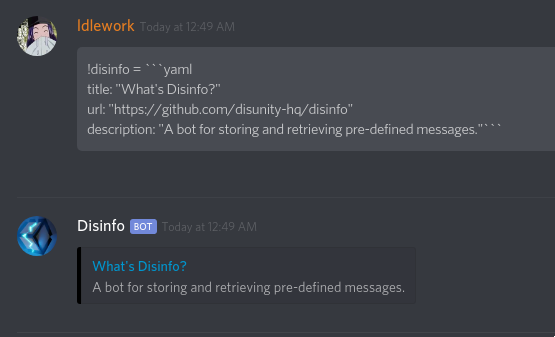 Idlework Today at 12:49 AM
!disinfo = ```yaml
title: "What's Disinfo?"
url: "https://github.com/disunity-hq/disinfo"
description: "A bot for storing and retrieving pre-defined messages."```
Disinfo BOT Today at 12:49 AM
What's Disinfo?
A bot for storing and retrieving pre-defined messages.